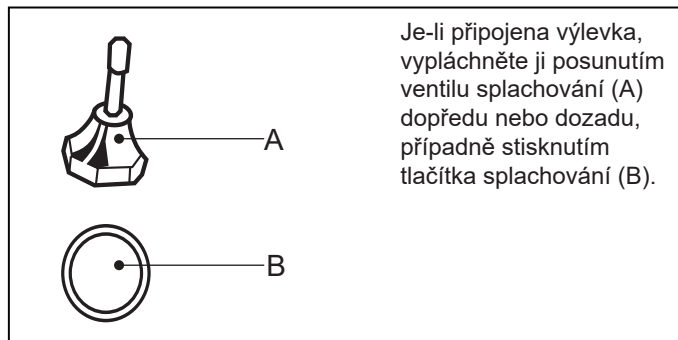 Je-li připojena výlevka,
vypláchněte ji posunutím
ventilu splachování (A)
dopředu nebo dozadu,
případně stisknutím
tlačítka splachování (B).
A
B